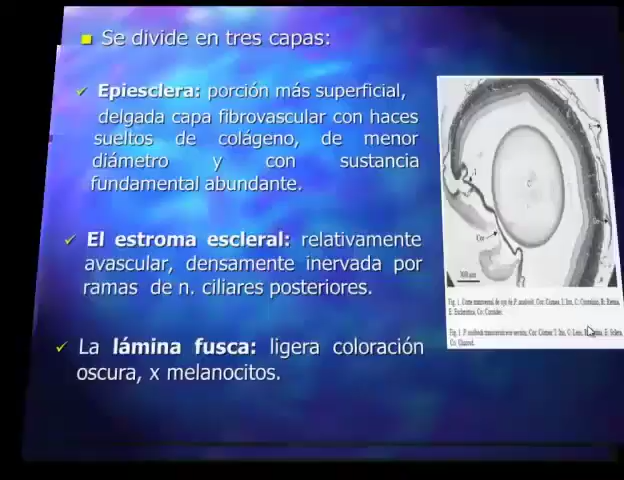 Se divide en tres capas:
Epiesclera: porción más superficial,
delgada capa fibrovascular con haces
sueltos de colágeno, de menor
diámetro y con sustancia
fundamental abundante.
El estroma escleral: relativamente
avascular, densamente inervada por
ramas de n. ciliares posteriores.
La lámina fusca: ligera coloración
oscura, x melanocitos.